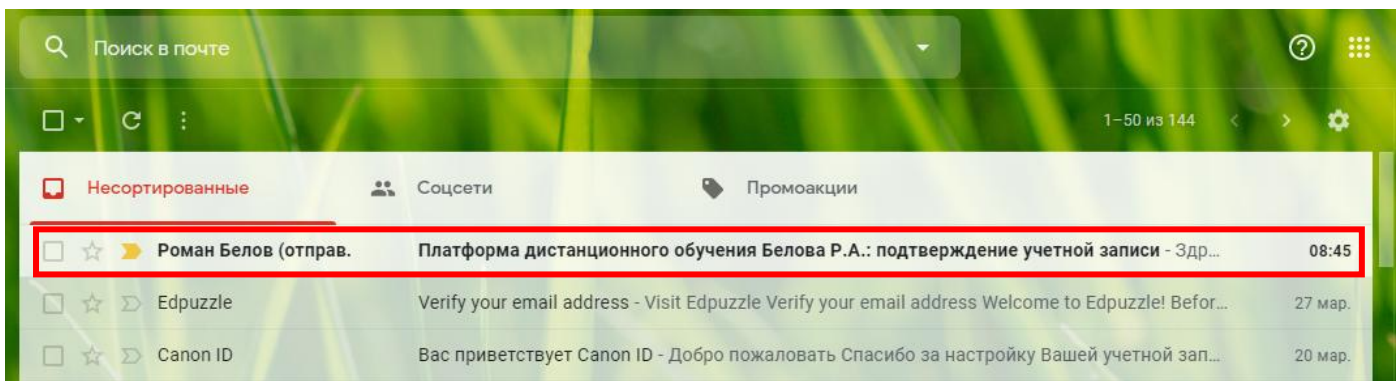 Поиск в почте
1–50 из 144
Несортированные Соцсети Промоакции
Роман Белов (отправ. Платформа дистанционного обучения Белова Р.А.: подтверждение учетной записи - Здр... 08:45
Edpuzzle Verify your email address - Visit Edpuzzle Verify your email address Welcome to Edpuzzle! Befor... 27 мар.
Canon ID Вас приветствует Canon ID - Добро пожаловать Спасибо за настройку Вашей учетной зап... 20 мар.